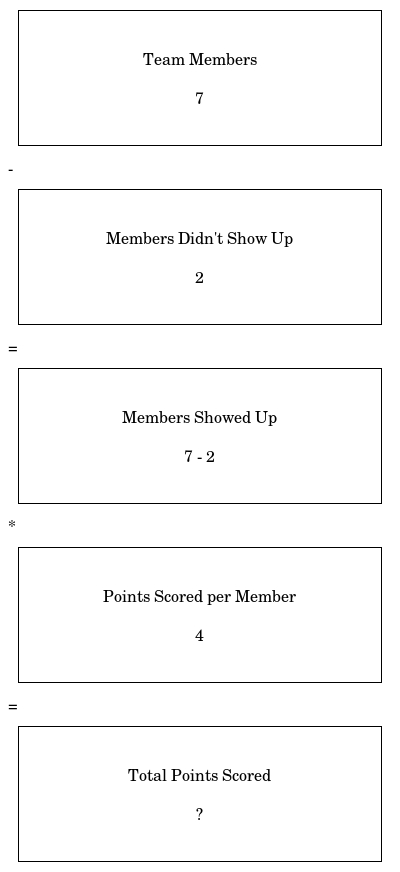 Team Members
7
-
Members Didn't Show Up
2
=
Members Showed Up
7 - 2
*
Points Scored per Member
4
=
Total Points Scored
?